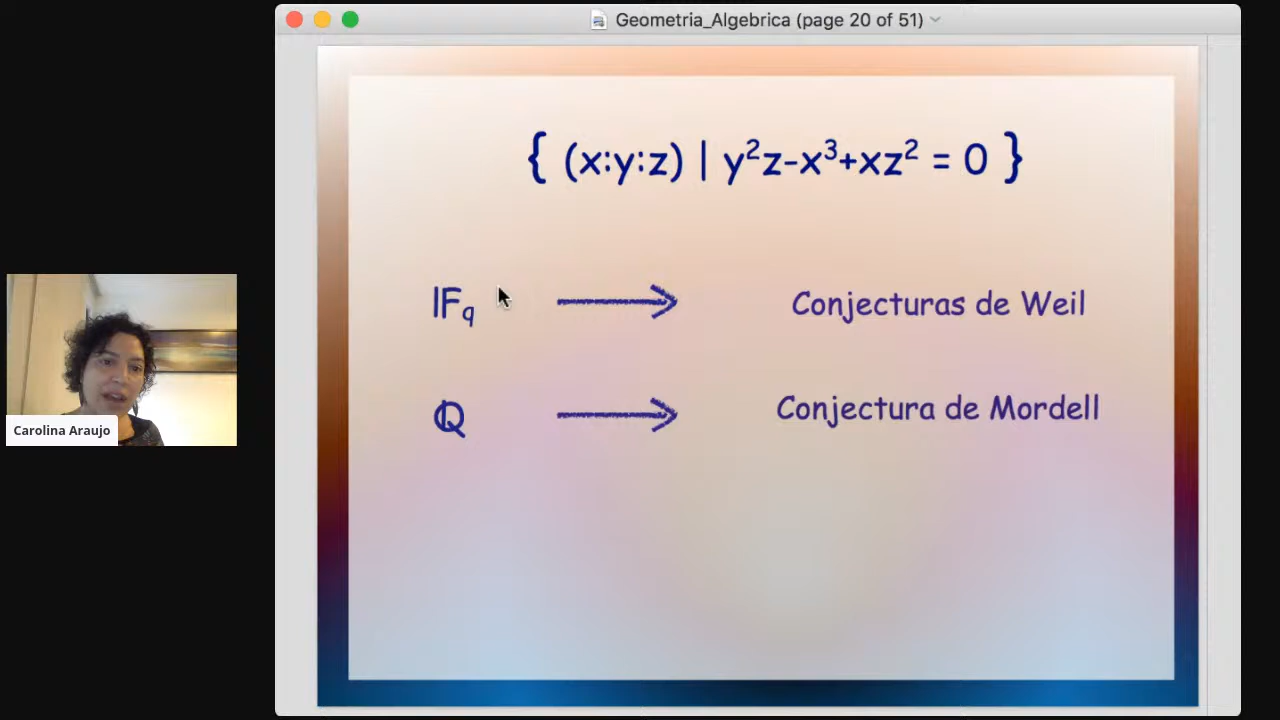 Geometria_Algebrica (page 20 of 51)
{ (x:y:z) | y²z-x³+xz² = 0 }
𝔽q → Conjecturas de Weil
ℚ → Conjectura de Mordell
Carolina Araujo